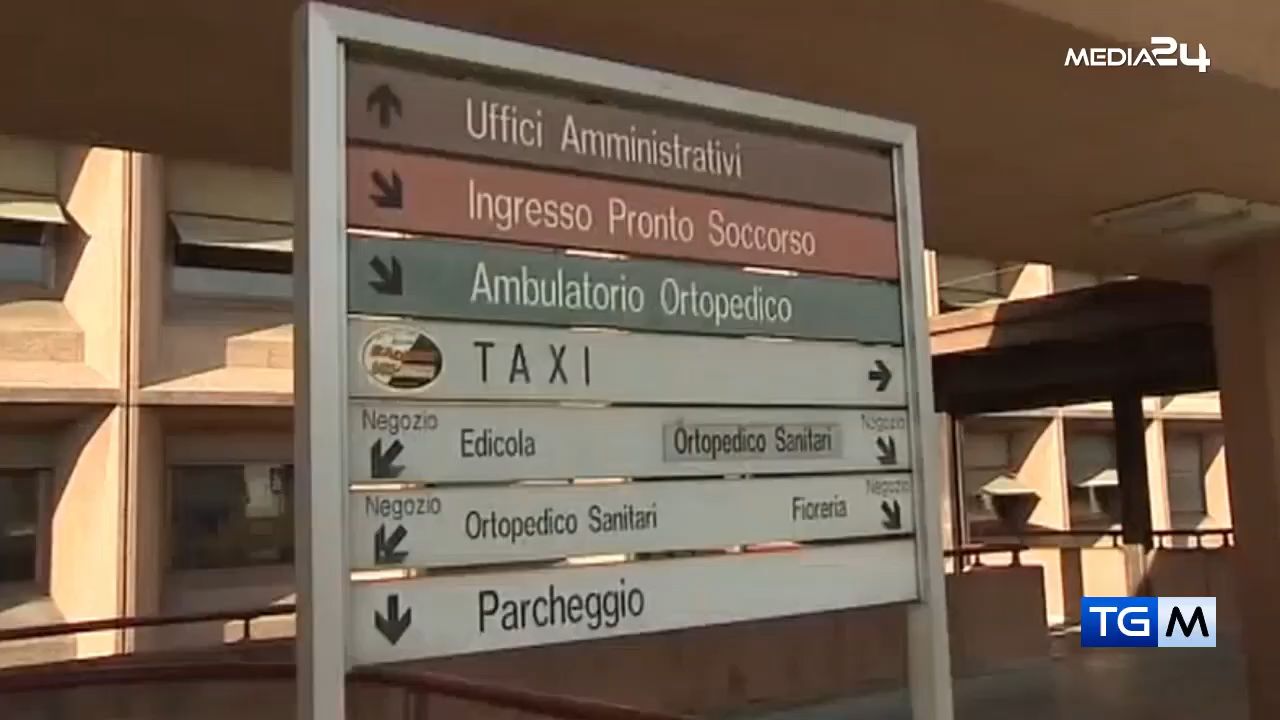 MEDIA24
Uffici Amministrativi
Ingresso Pronto Soccorso
Ambulatorio Ortopedico
TAXI
Negozio Edicola Ortopedico Sanitari Negozio
Negozio Ortopedico Sanitari Fioreria Negozio
Parcheggio
TGM